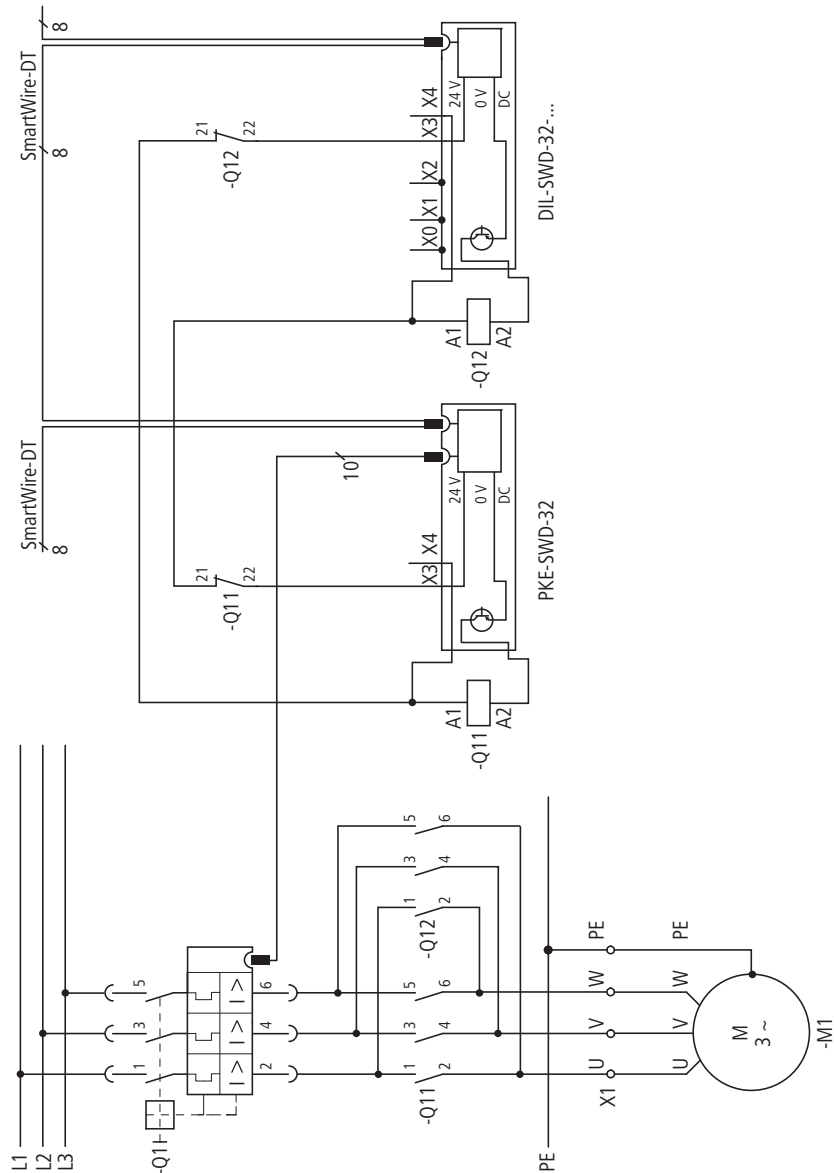 SmartWire-DT
8
8
SmartWire-DT
8
21
22
-Q12
21
22
-Q11
10
X0
X1
X2
X3
X4
24 V
0 V
DC
DIL-SWD-32-...
A1
A2
-Q12
X3
X4
24 V
0 V
DC
PKE-SWD-32
A1
A2
-Q11
L1
L2
L3
-Q1
1
3
5
I >
I >
I >
2
4
6
-Q11
1
2
3
4
5
6
-Q12
1
2
3
4
5
6
PE
X1
U
V
W
PE
U
V
W
PE
M
3 ~
-M1